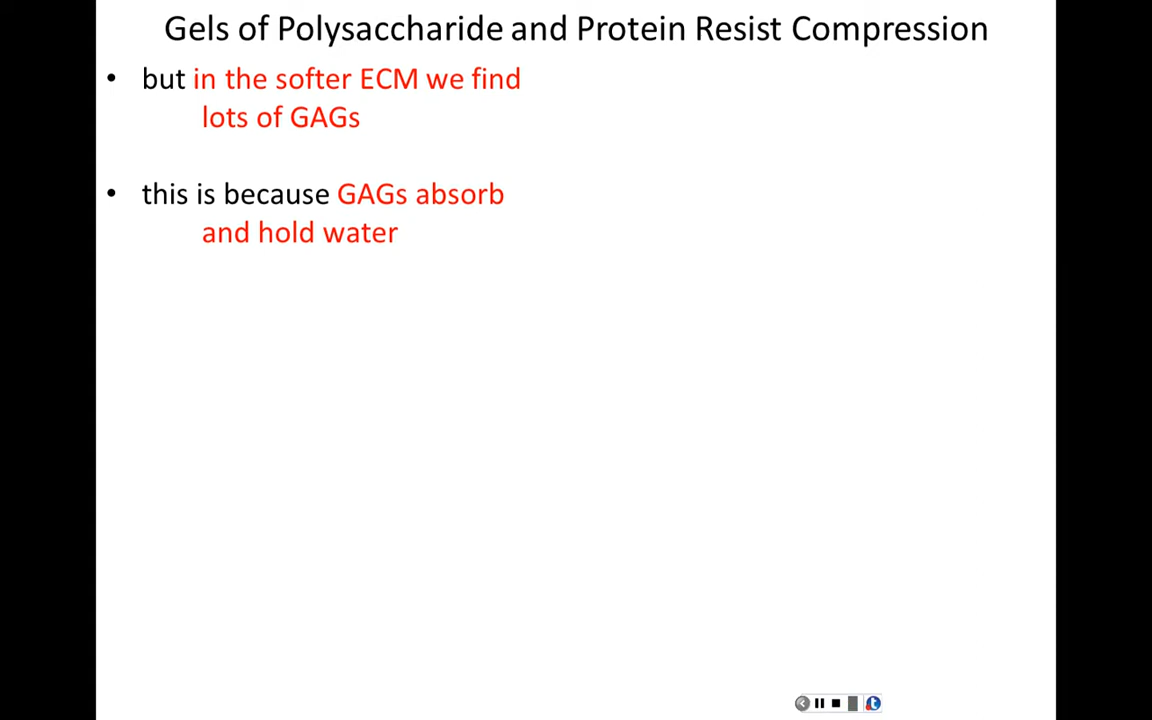 Gels of Polysaccharide and Protein Resist Compression
• but in the softer ECM we find
lots of GAGs
• this is because GAGs absorb
and hold water